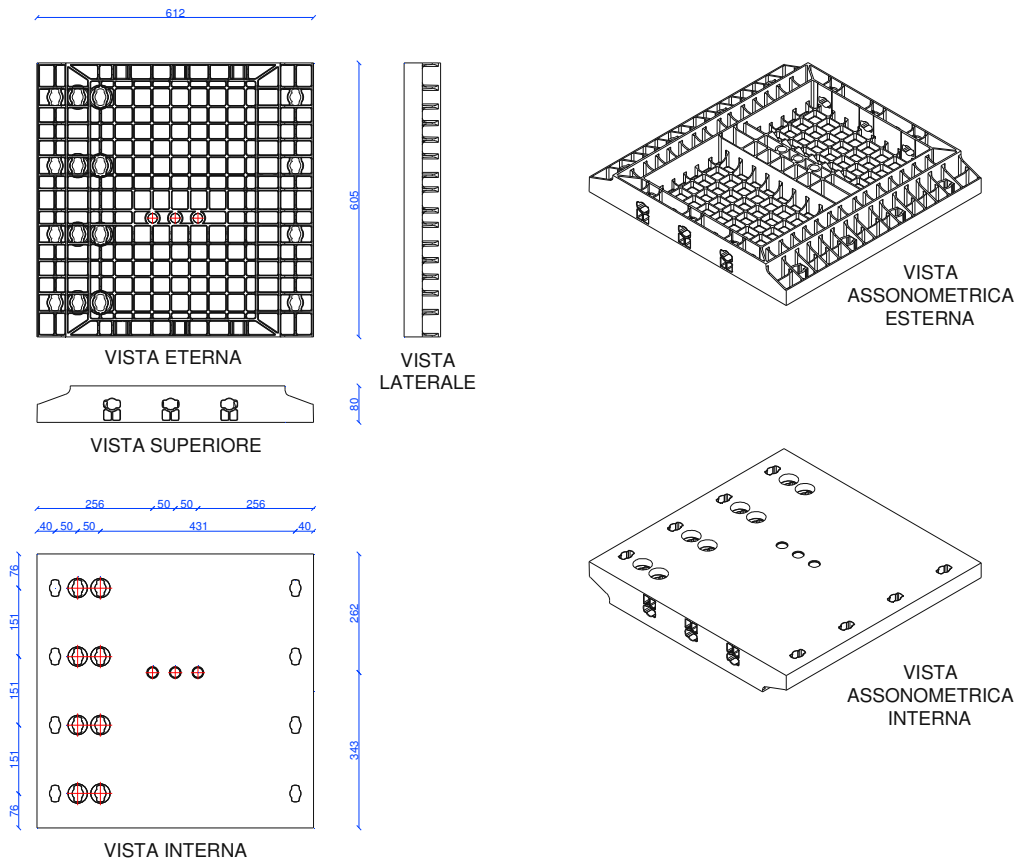 612
605
VISTA ETERNA
VISTA
LATERALE
VISTA
ASSONOMETRICA
ESTERNA
80
VISTA SUPERIORE
256
50
50
256
40
50
50
431
40
76
151
151
151
76
262
343
VISTA INTERNA
VISTA
ASSONOMETRICA
INTERNA